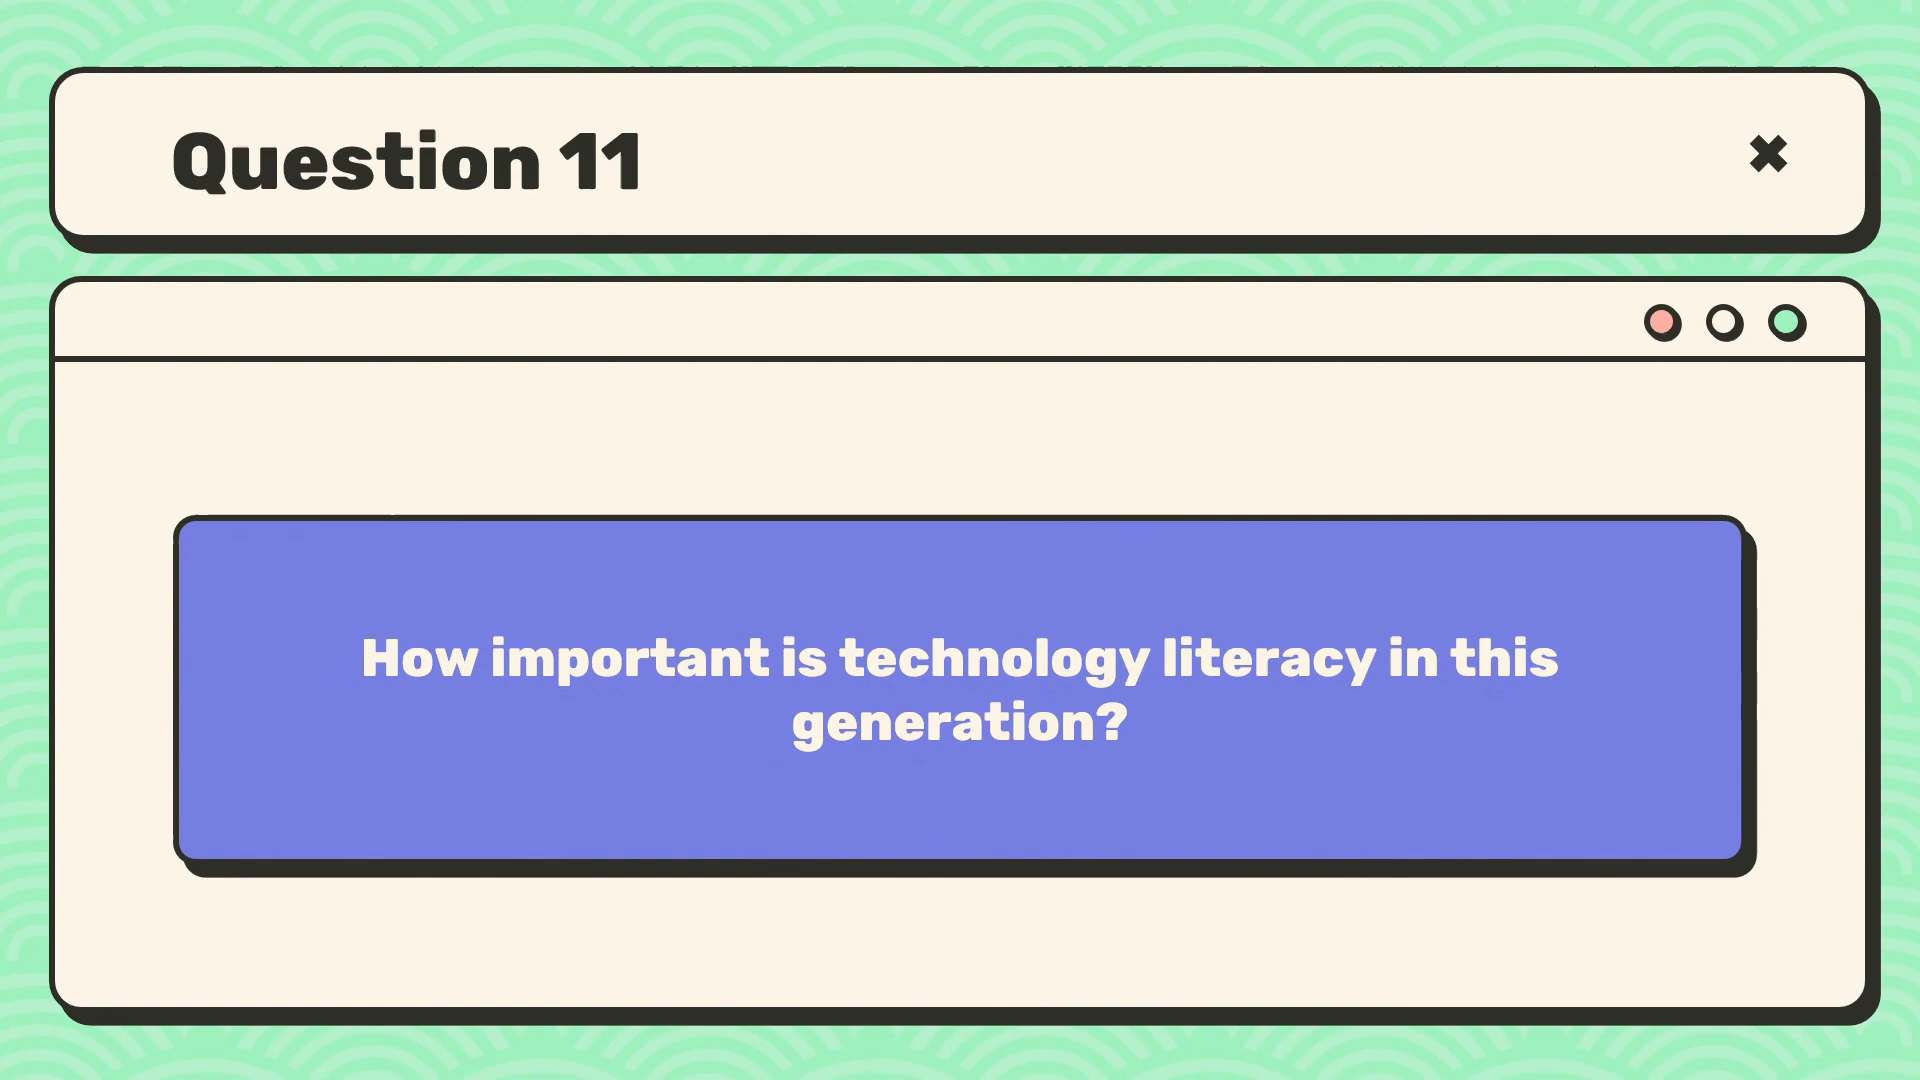 Question 11
How important is technology literacy in this
generation?